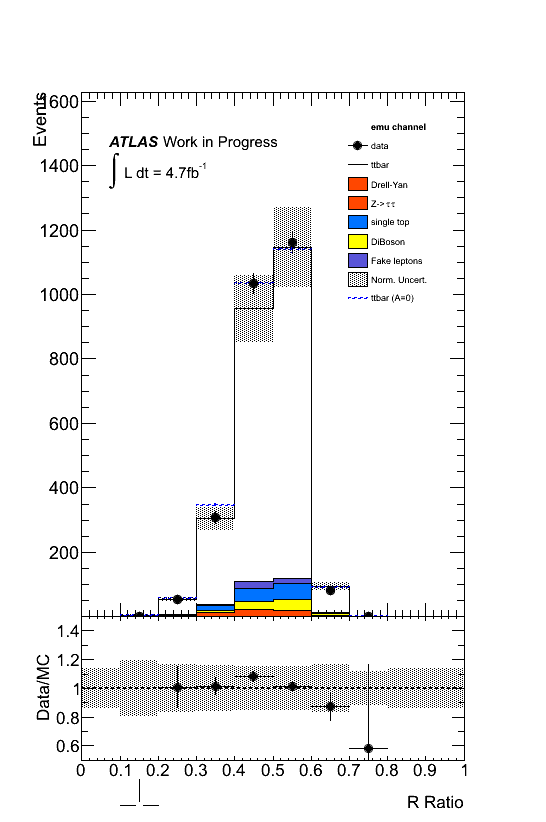 Events
1600
1400
1200
1000
800
600
400
200
ATLAS Work in Progress
∫ L dt = 4.7fb⁻¹
emu channel
data
ttbar
Drell-Yan
Z->ττ
single top
DiBoson
Fake leptons
Norm. Uncert.
ttbar (A=0)
Data/MC
1.4
1.2
1
0.8
0.6
0 0.1 0.2 0.3 0.4 0.5 0.6 0.7 0.8 0.9 1
R Ratio